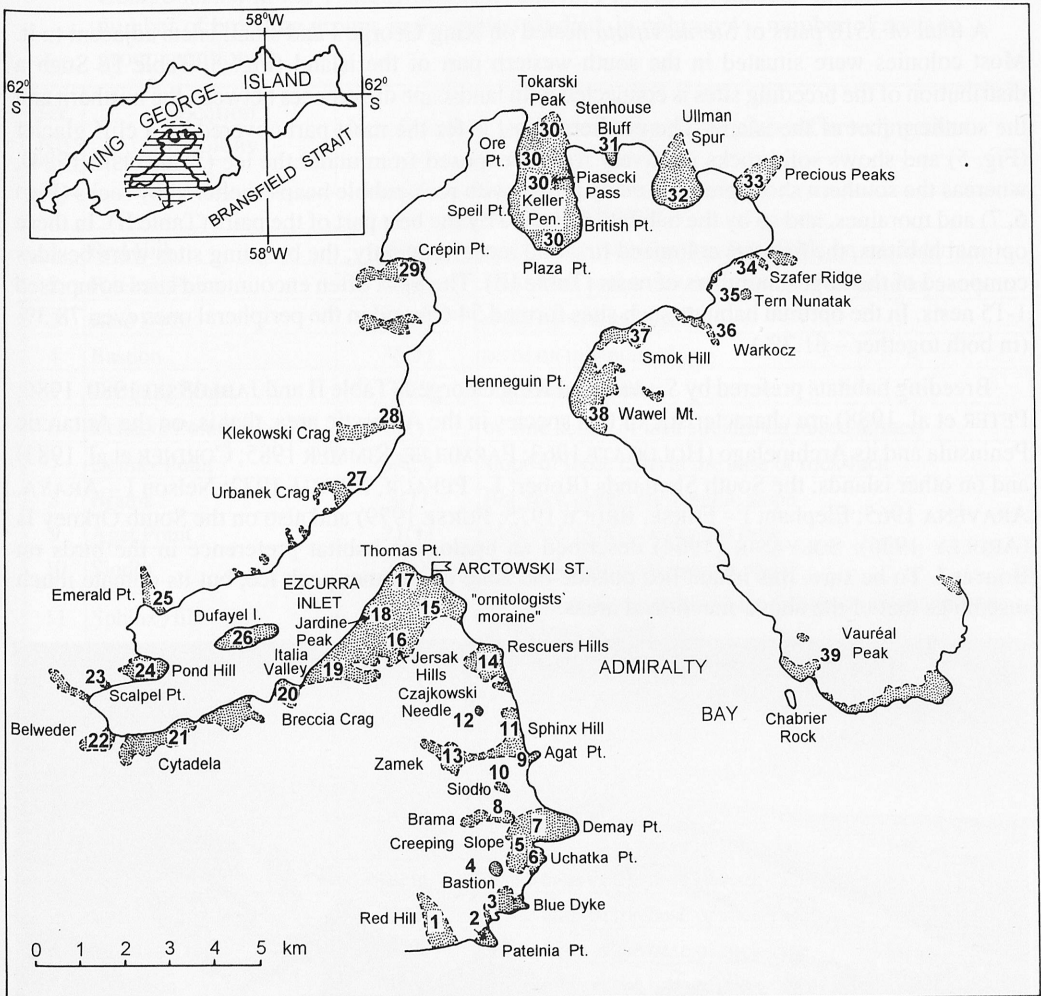 58°W
62°
S
62°
S
KING GEORGE ISLAND
BRANSFIELD STRAIT
58°W
Tokarski
Peak
30
Ore
Pt.
30
30
Piasecki
Pass
Keller
Pen.
Spell Pt.
British Pt.
30
Plaza Pt.
Stenhouse
Bluff
31
Ullman
Spur
32
33
Precious Peaks
Crépin Pt.
29
34
Szafer Ridge
35
Tern Nunatak
36
Warkocz
37
Smok Hill
Henneguin Pt.
38
Wawel Mt.
28
Klekowski Crag
27
Urbanek Crag
Thomas Pt.
ARCTOWSKI ST.
17
EZCURRA
INLET
15
"ornitologists'
moraine"
Emerald Pt.
25
Dufayel I.
26
Jardine
Peak
18
16
Italia
Valley
19
Jersak
Hills
Rescuers Hills
14
ADMIRALTY
BAY
Vauréal
Peak
39
Chabrier
Rock
23
24
Pond Hill
Scalpel Pt.
20
Breccia Crag
Czajkowski
Needle
12
11
Sphinx Hill
Belweder
22
21
Cytadela
Zamek
13
9
Agat Pt.
10
Siodło
8
Brama
7
Demay Pt.
Creeping Slope
5
6
Uchatka Pt.
4
Bastion
3
Blue Dyke
Red Hill
1
2
Patelnia Pt.
0 1 2 3 4 5 km